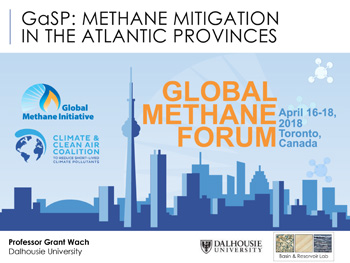 GaSP: METHANE MITIGATION
IN THE ATLANTIC PROVINCES
GLOBAL
METHANE
FORUM
April 16-18,
2018
Toronto,
Canada
Global
Methane Initiative
CLIMATE &
CLEAN AIR
COALITION
TO REDUCE SHORT-LIVED
CLIMATE POLLUTANTS
Professor Grant Wach
Dalhousie University
DALHOUSIE
UNIVERSITY
Basin & Reservoir Lab